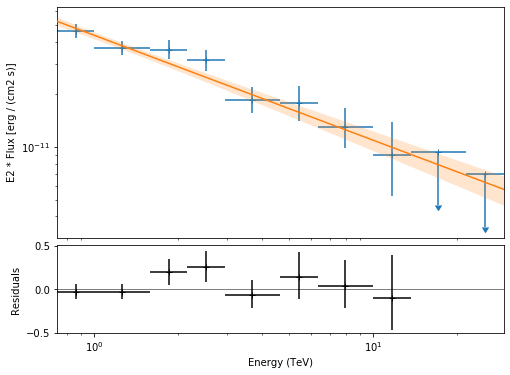 E2 * Flux [erg / (cm2 s)]
10⁻¹¹
Residuals
0.5
0.0
−0.5
10⁰
10¹
Energy (TeV)